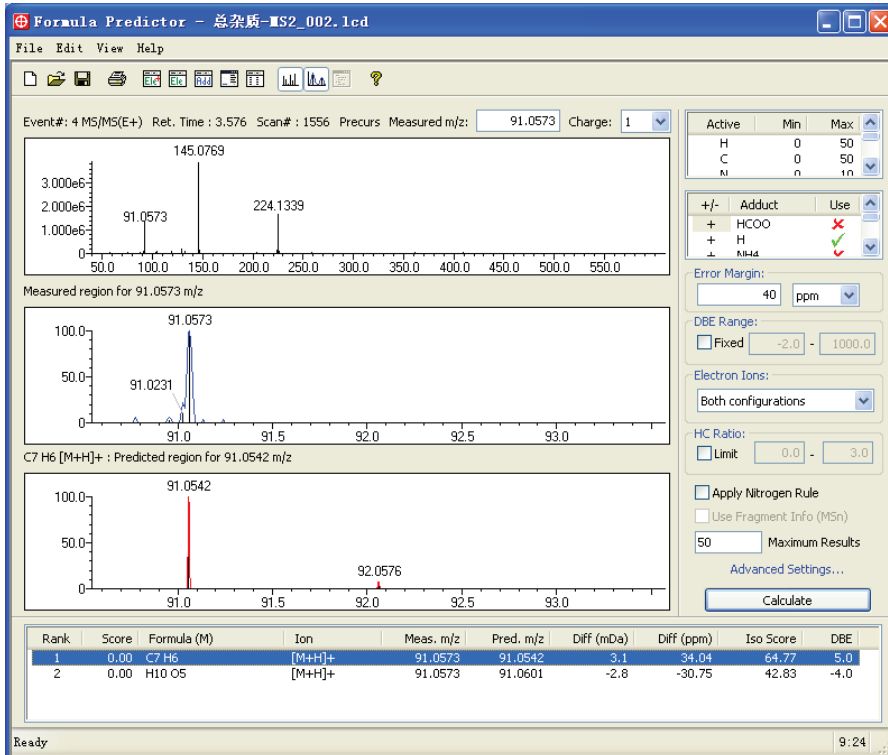 Formula Predictor - 总杂质-MS2_002.lcd
File Edit View Help
Event#: 4 MS/MS(E+) Ret. Time : 3.576 Scan# : 1556 Precurs Measured m/z: 91.0573 Charge: 1
145.0769
3.000e6
2.000e6
1.000e6
0
91.0573
224.1339
50.0 100.0 150.0 200.0 250.0 300.0 350.0 400.0 450.0 500.0 550.0
Measured region for 91.0573 m/z
91.0573
100.0
50.0
0
91.0231
91.0 91.5 92.0 92.5 93.0
C7 H6 [M+H]+ : Predicted region for 91.0542 m/z
91.0542
100.0
50.0
0
92.0576
91.0 91.5 92.0 92.5 93.0
Active Min Max
H 0 50
C 0 50
N 0 10
+/- Adduct Use
+ HCOO
+ H
+ NH4
Error Margin:
40 ppm
DBE Range:
Fixed -2.0 - 1000.0
Electron Ions:
Both configurations
HC Ratio:
Limit 0.0 - 3.0
Apply Nitrogen Rule
Use Fragment Info (MSn)
50 Maximum Results
Advanced Settings...
Calculate
Rank Score Formula (M) Ion Meas. m/z Pred. m/z Diff (mDa) Diff (ppm) Iso Score DBE
1 0.00 C7 H6 [M+H]+ 91.0573 91.0542 3.1 34.04 64.77 5.0
2 0.00 H10 O5 [M+H]+ 91.0573 91.0601 -2.8 -30.75 42.83 -4.0
Ready 9:24